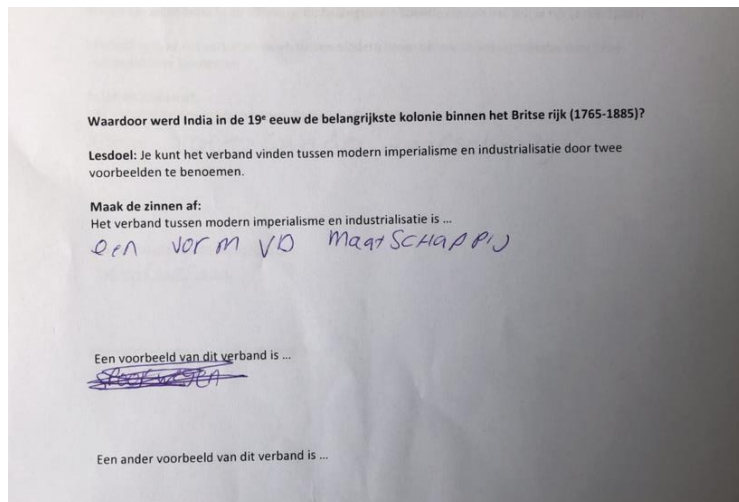 Waardoor werd India in de 19e eeuw de belangrijkste kolonie binnen het Britse rijk (1765-1885)?
Lesdoel: Je kunt het verband vinden tussen modern imperialisme en industrialisatie door twee
voorbeelden te benoemen.
Maak de zinnen af:
Het verband tussen modern imperialisme en industrialisatie is ...
een vorm VD maatSCHAPPIJ
Een voorbeeld van dit verband is ...
Een ander voorbeeld van dit verband is ...